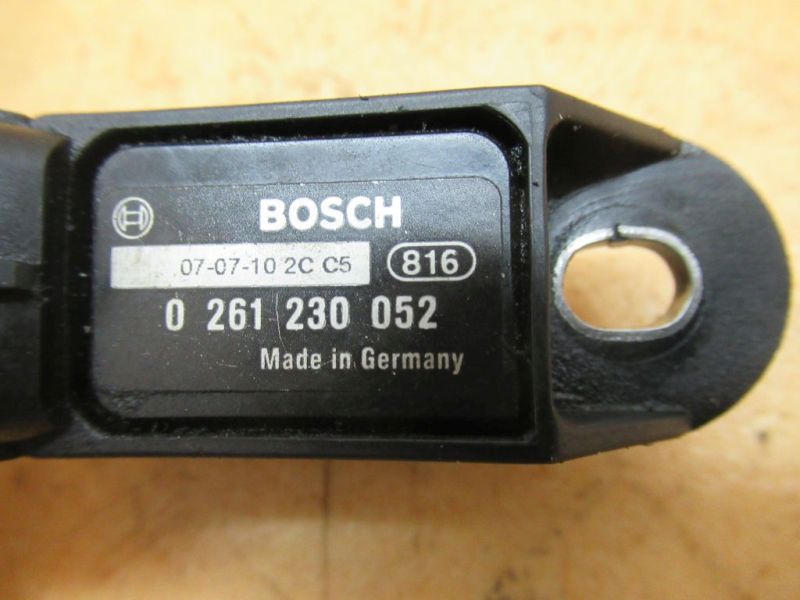 BOSCH
07-07-10 2C C5 816
0 261 230 052
Made in Germany